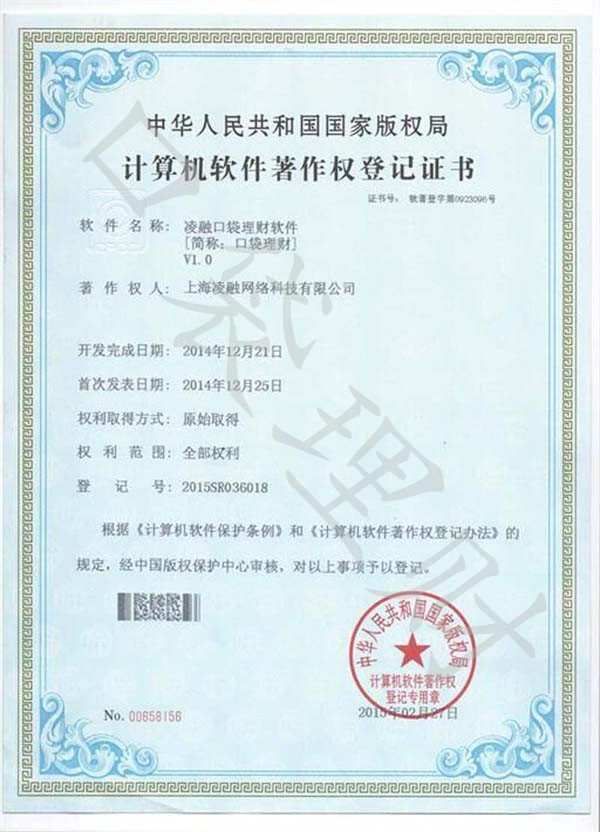 中华人民共和国国家版权局
计算机软件著作权登记证书
证书号： 软著登字第0923096号
软件名称： 凌融口袋理财软件
[简称：口袋理财]
V1.0
著作权人： 上海凌融网络科技有限公司
开发完成日期： 2014年12月21日
首次发表日期： 2014年12月25日
权利取得方式： 原始取得
权利范围： 全部权利
登记号： 2015SR036018
根据《计算机软件保护条例》和《计算机软件著作权登记办法》的
规定，经中国版权保护中心审核，对以上事项予以登记。
中华人民共和国国家版权局
计算机软件著作权
登记专用章
No. 00658156
2015年02月27日
口袋理财